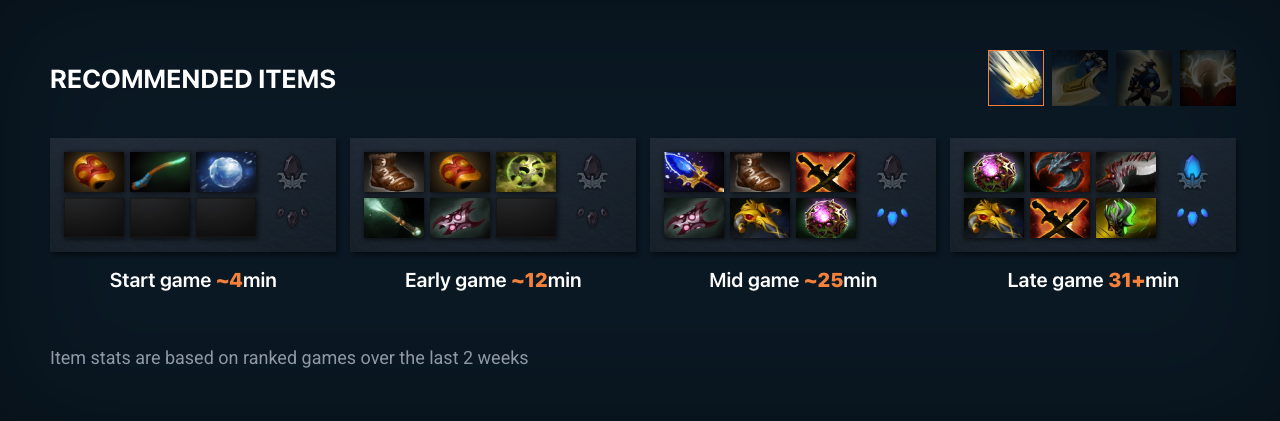 RECOMMENDED ITEMS
Start game ~4min
Early game ~12min
Mid game ~25min
Late game 31+min
Item stats are based on ranked games over the last 2 weeks